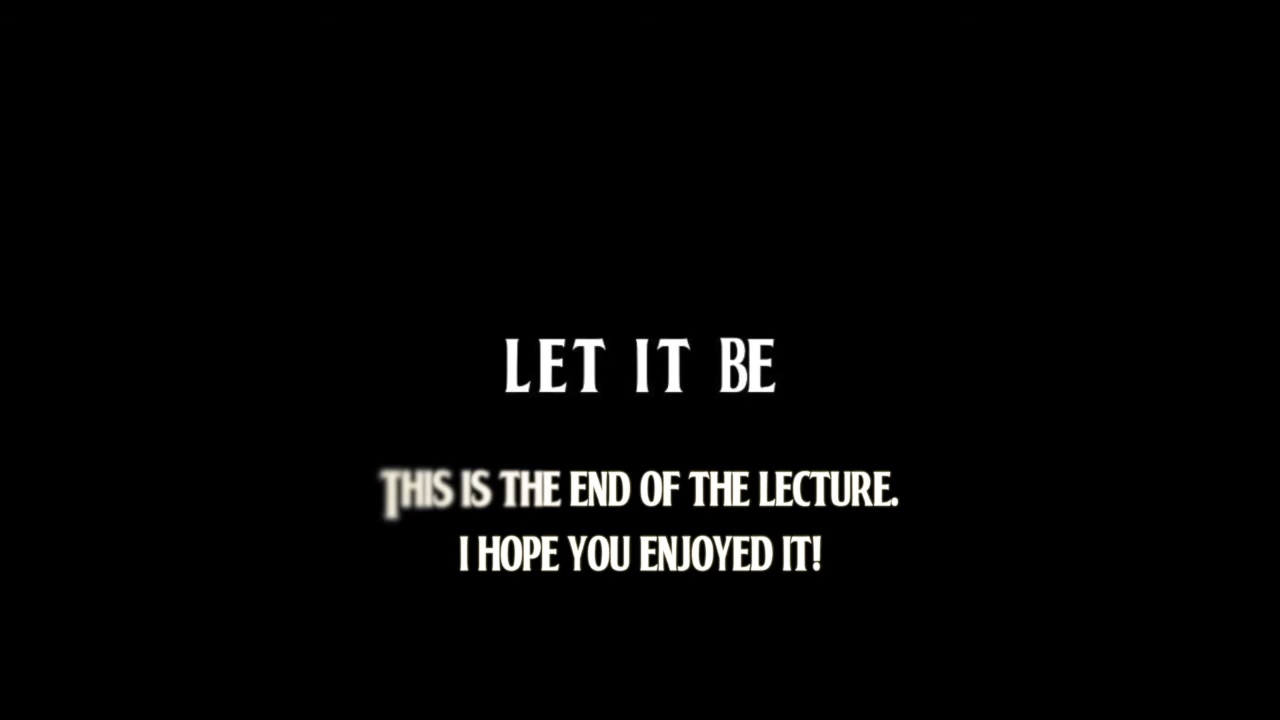 LET IT BE
THIS IS THE END OF THE LECTURE.
I HOPE YOU ENJOYED IT!